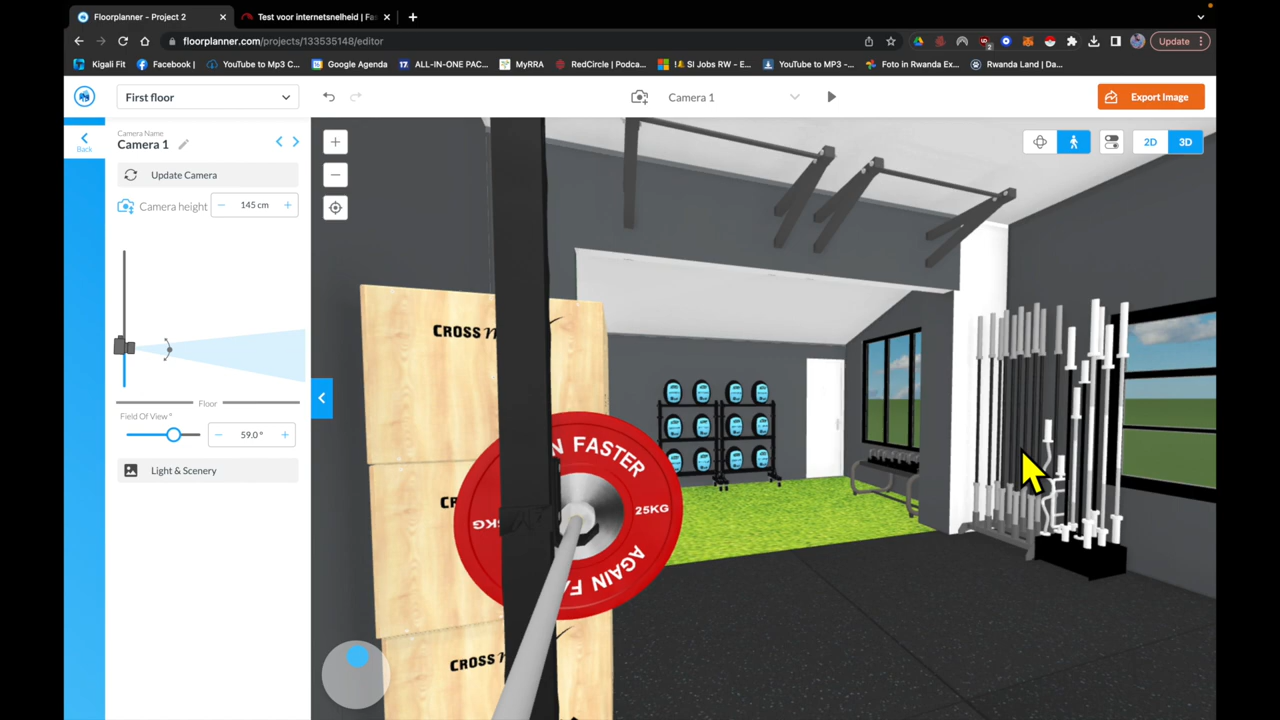 Floorplanner - Project 2
Test voor internetsnelheid | Fas
floorplanner.com/projects/133535148/editor
2
Update
Kigali Fit
Facebook |
YouTube to Mp3 C...
Google Agenda
17 ALL-IN-ONE PAC...
MyRRA
RedCircle | Podca...
SI Jobs RW – E...
YouTube to MP3 -...
Foto in Rwanda Ex...
Rwanda Land | Da...
First floor
Camera 1
Export Image
Back
Camera Name
Camera 1
Update Camera
Camera height
145 cm
Floor
Field Of View °
59.0 °
Light & Scenery
2D
3D
CROSS
AGAIN FASTER
25KG